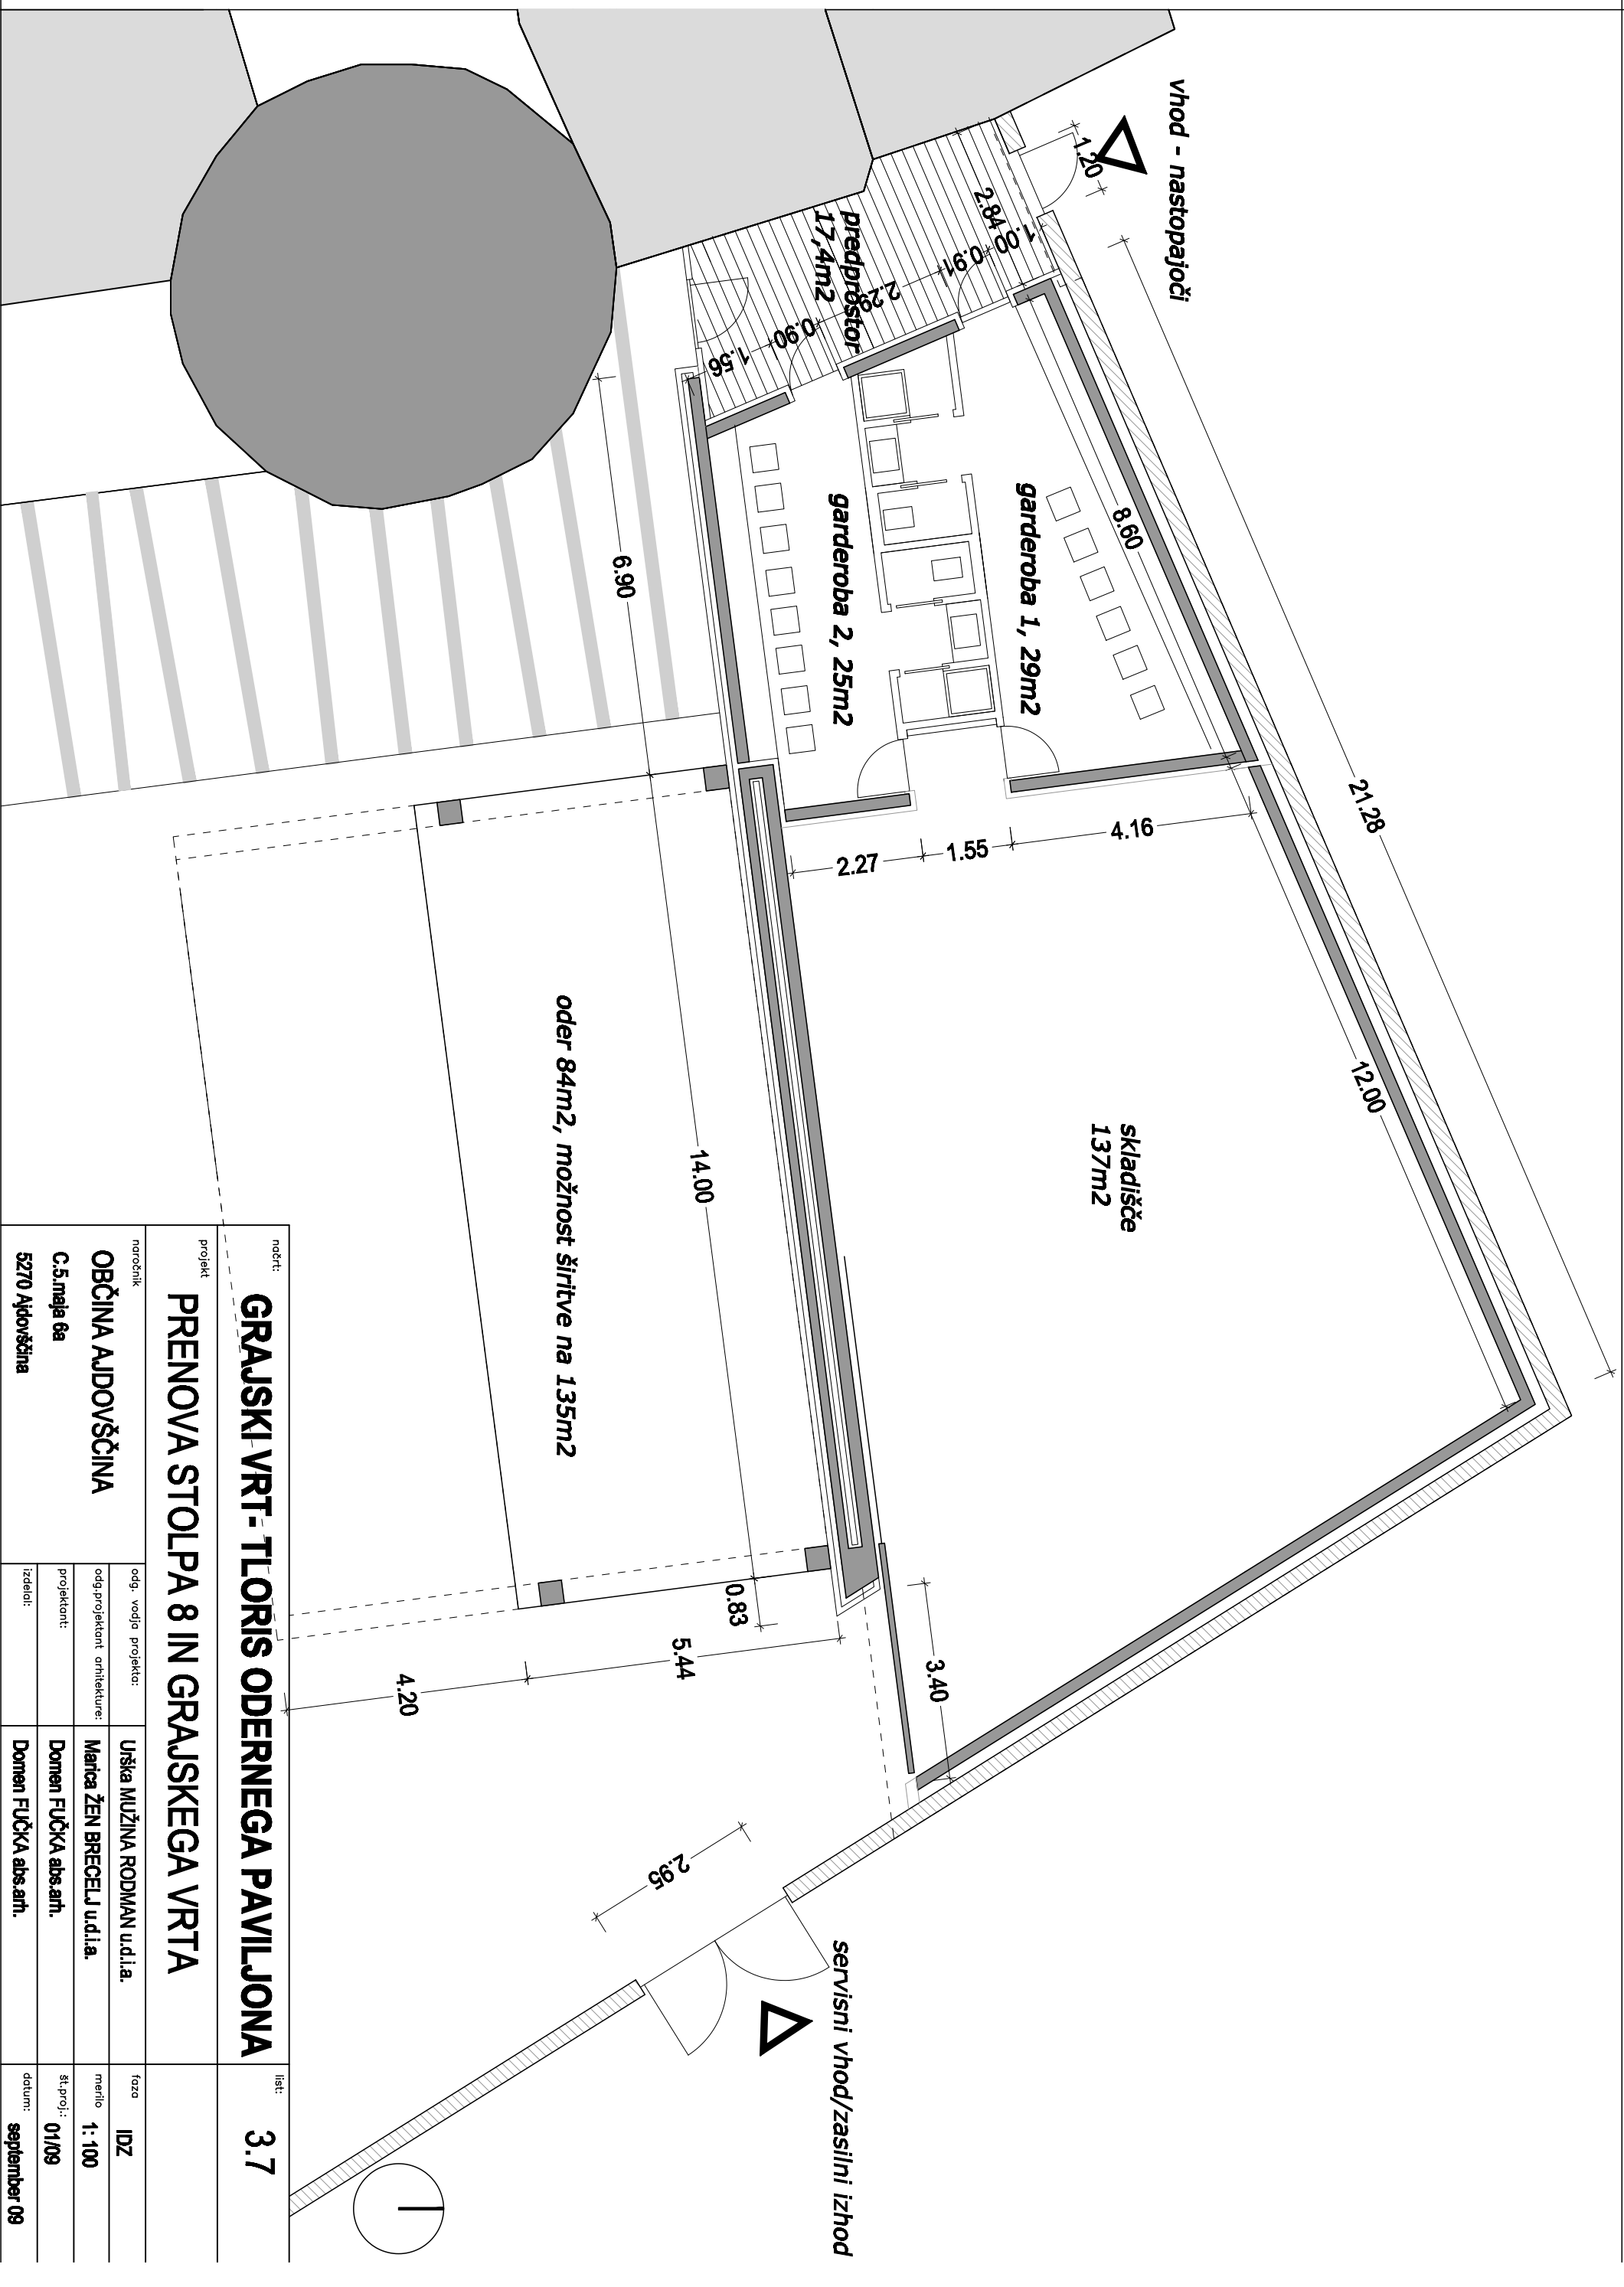 vhod - nastopajoči
1.20
2.84
1.00
0.91
2.29
0.90
1.56
predprostor
17,4m2
21.28
8.60
garderoba 1, 29m2
garderoba 2, 25m2
6.90
4.16
1.55
2.27
12.00
skladišče
137m2
14.00
oder 84m2, možnost širitve na 135m2
0.83
5.44
4.20
3.40
2.95
servisni vhod/zasilni izhod
načrt:
GRAJSKI VRT- TLORIS ODERNEGA PAVILJONA
list:
3.7
projekt
PRENOVA STOLPA 8 IN GRAJSKEGA VRTA
naročnik
OBČINA AJDOVŠČINA
C.5.maja 6a
5270 Ajdovščina
odg. vodja projekta:
Urška MUŽINA RODMAN u.d.i.a.
faza
IDZ
odg.projektant arhitekture:
Marica ŽEN BRECELJ u.d.i.a.
merilo
1: 100
projektant:
Domen FUČKA abs.arh.
št.proj.:
01/09
izdelal:
Domen FUČKA abs.arh.
datum:
september 09